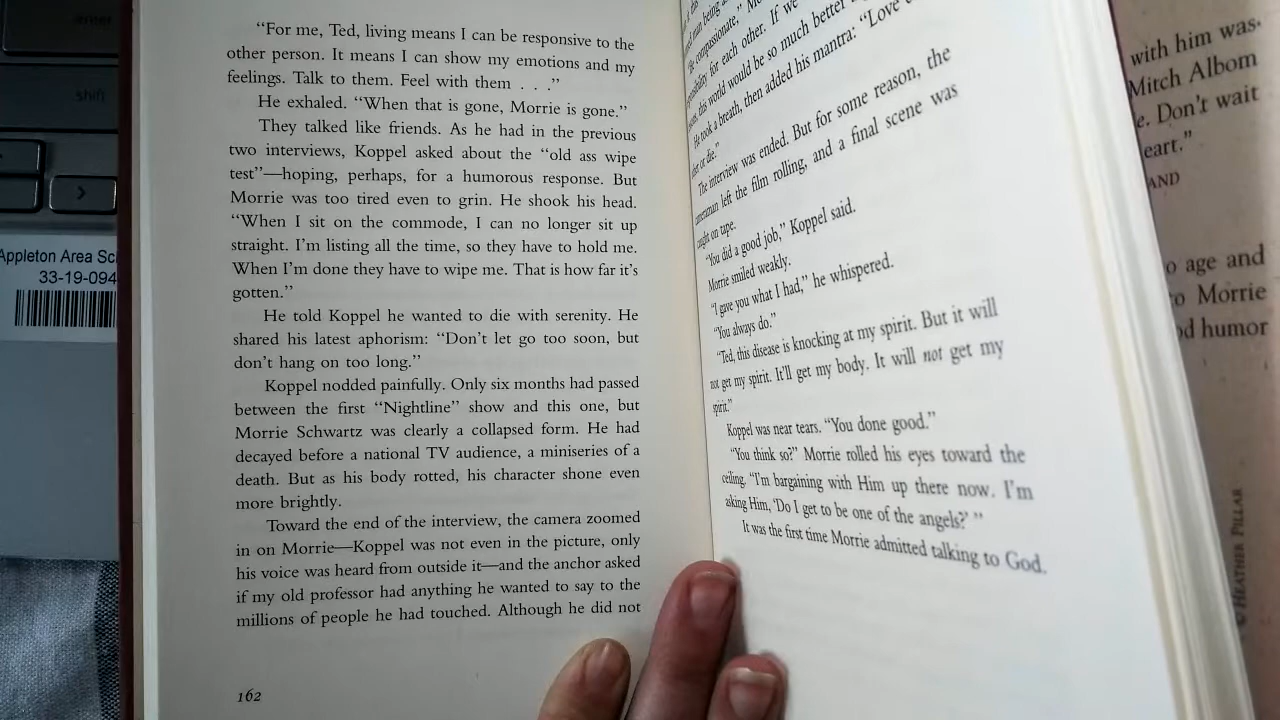 enter
shift
Appleton Area Sc
33-19-094
“For me, Ted, living means I can be responsive to the
other person. It means I can show my emotions and my
feelings. Talk to them. Feel with them . . .”
He exhaled. “When that is gone, Morrie is gone.”
They talked like friends. As he had in the previous
two interviews, Koppel asked about the “old ass wipe
test”—hoping, perhaps, for a humorous response. But
Morrie was too tired even to grin. He shook his head.
“When I sit on the commode, I can no longer sit up
straight. I’m listing all the time, so they have to hold me.
When I’m done they have to wipe me. That is how far it’s
gotten.”
He told Koppel he wanted to die with serenity. He
shared his latest aphorism: “Don’t let go too soon, but
don’t hang on too long.”
Koppel nodded painfully. Only six months had passed
between the first “Nightline” show and this one, but
Morrie Schwartz was clearly a collapsed form. He had
decayed before a national TV audience, a miniseries of a
death. But as his body rotted, his character shone even
more brightly.
Toward the end of the interview, the camera zoomed
in on Morrie—Koppel was not even in the picture, only
his voice was heard from outside it—and the anchor asked
if my old professor had anything he wanted to say to the
millions of people he had touched. Although he did not
162
being
compassionate,”
for each other. If we
this world would be so much better
He took a breath, then added his mantra: “Love
or die.”
The interview was ended. But for some reason, the
cameraman left the film rolling, and a final scene was
caught on tape.
“You did a good job,” Koppel said.
Morrie smiled weakly.
“I gave you what I had,” he whispered.
“You always do.”
“Ted, this disease is knocking at my spirit. But it will
not get my spirit. It’ll get my body. It will not get my
spirit.”
Koppel was near tears. “You done good.”
“You think so?” Morrie rolled his eyes toward the
ceiling. “I’m bargaining with Him up there now. I’m
asking Him, ‘Do I get to be one of the angels?’ ”
It was the first time Morrie admitted talking to God.
with him was
Mitch Albom
e. Don’t wait
eart.”
AND
o age and
to Morrie
od humor
© HEATHER PILLAR